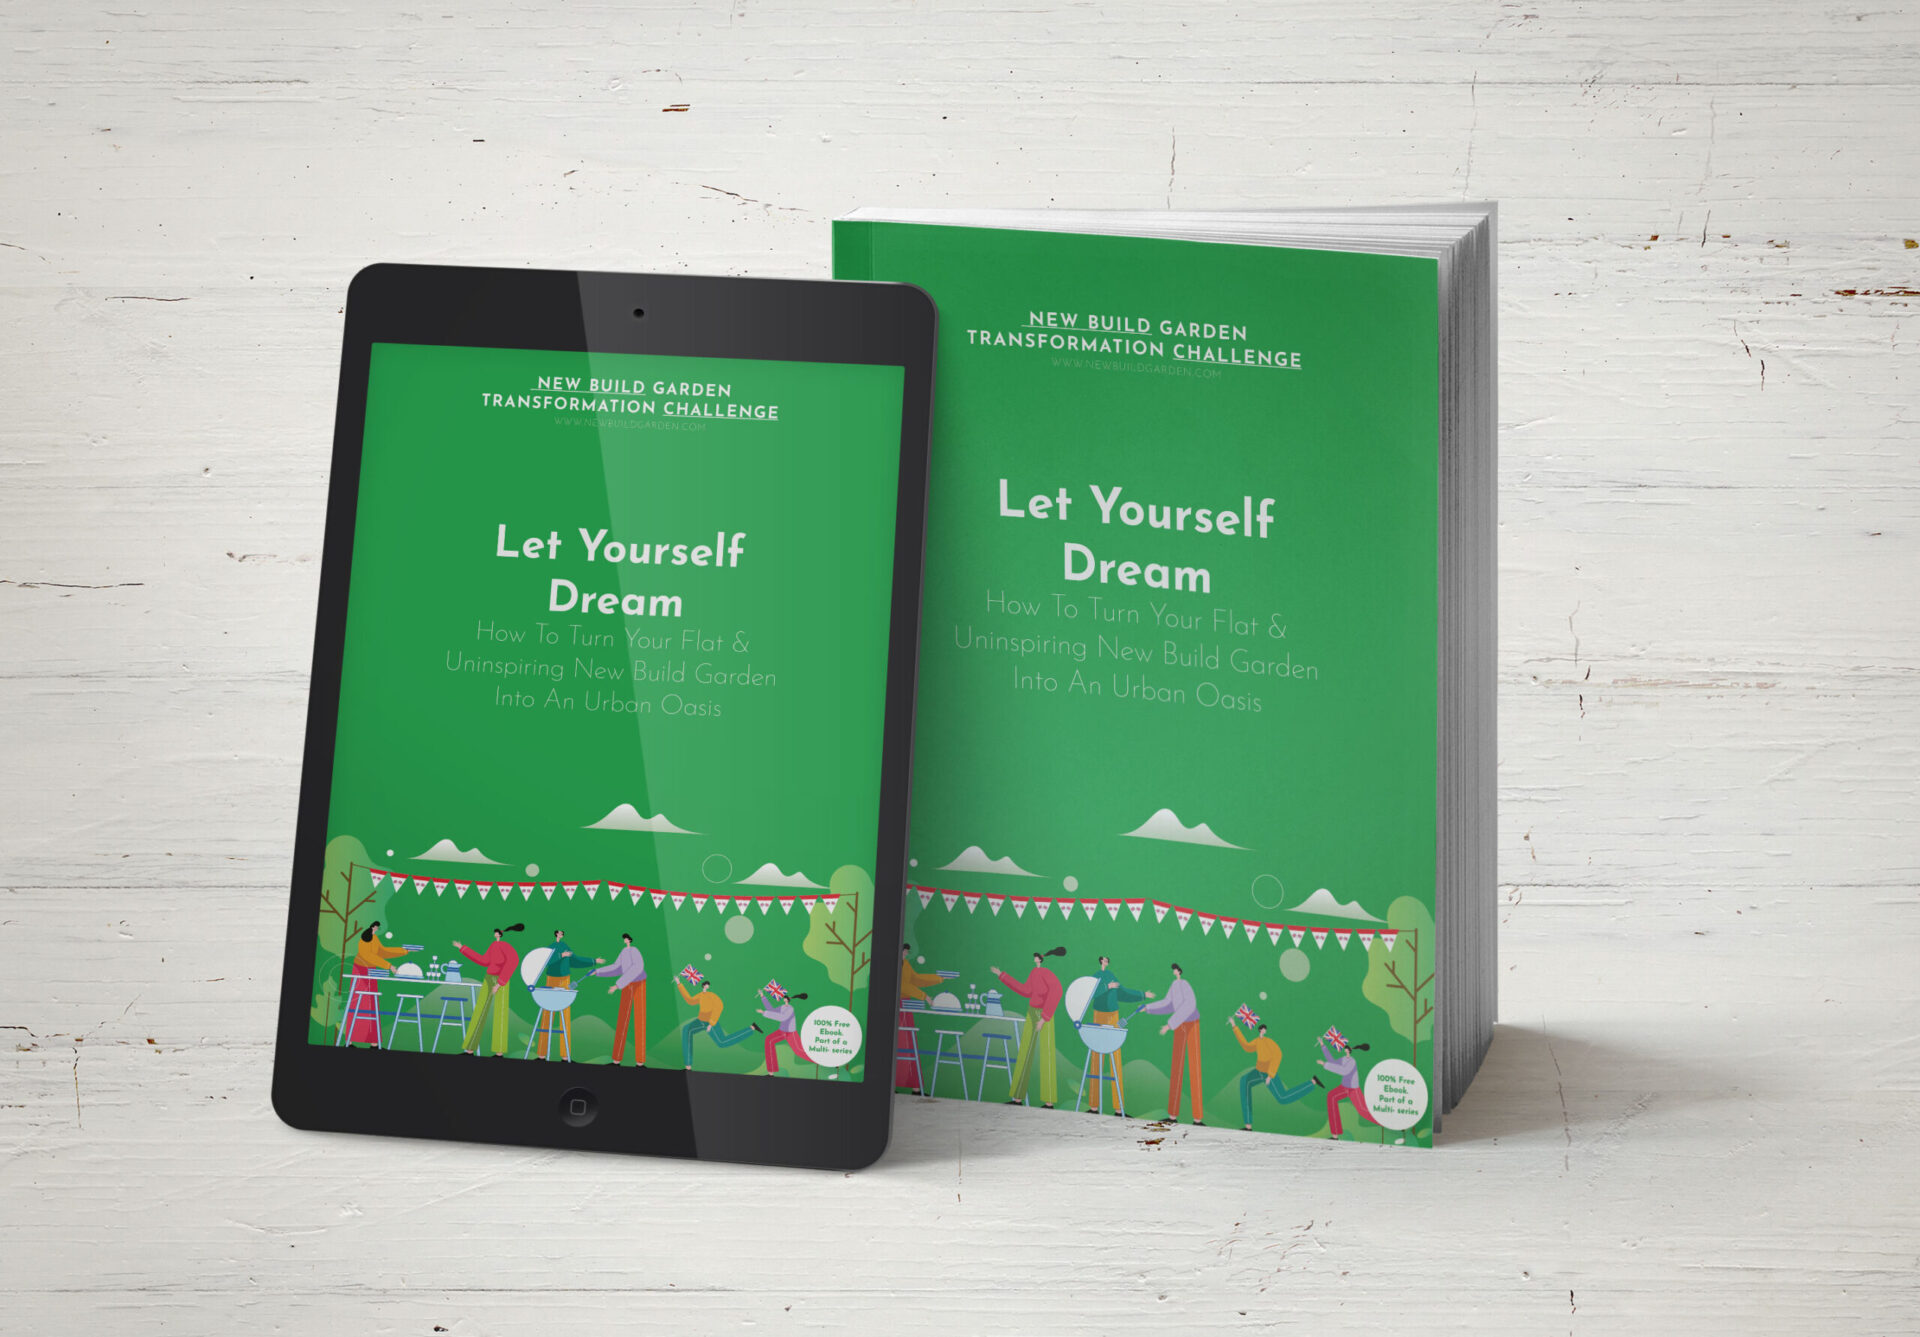 NEW BUILD GARDEN
TRANSFORMATION CHALLENGE
WWW.NEWBUILDGARDEN.COM
Let Yourself
Dream
How To Turn Your Flat &
Uninspiring New Build Garden
Into An Urban Oasis
100% Free
Ebook.
Part of a
Multi- series
NEW BUILD GARDEN
TRANSFORMATION CHALLENGE
WWW.NEWBUILDGARDEN.COM
Let Yourself
Dream
How To Turn Your Flat &
Uninspiring New Build Garden
Into An Urban Oasis
100% Free
Ebook.
Part of a
Multi- series